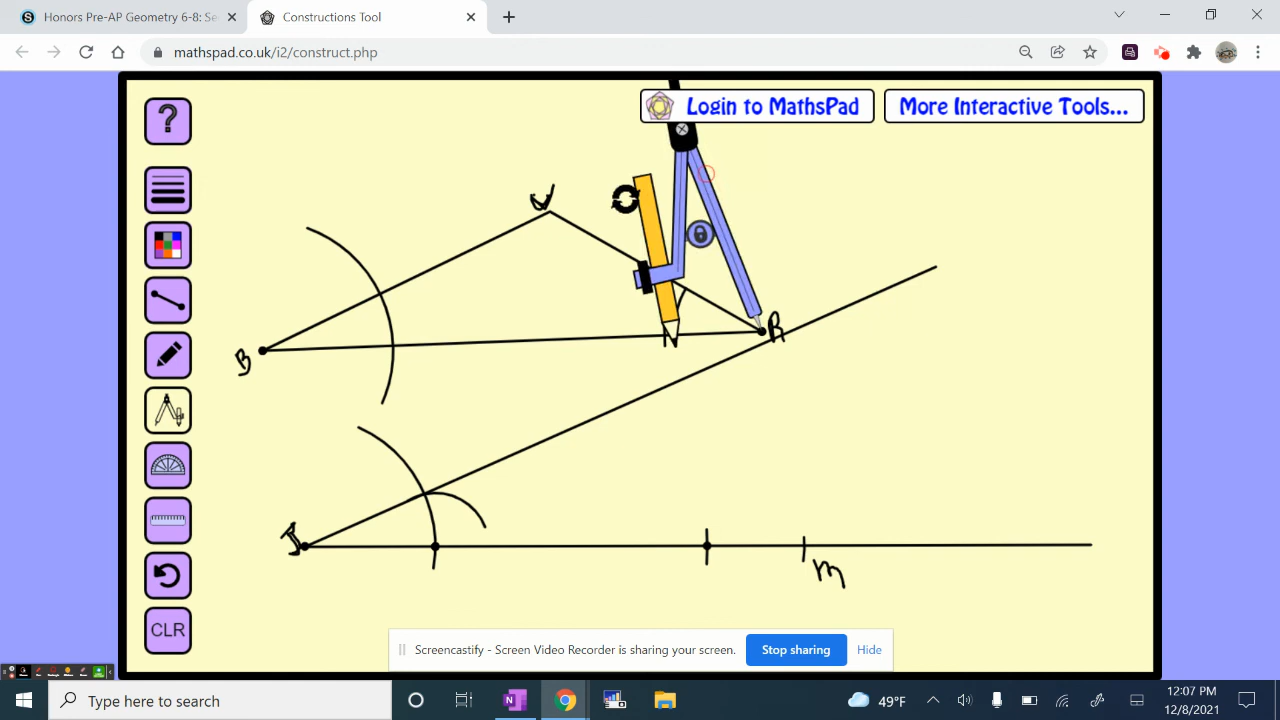 Honors Pre-AP Geometry 6-8: Se
Constructions Tool
mathspad.co.uk/i2/construct.php
Login to MathsPad
More Interactive Tools...
?
B
R
m
CLR
Screencastify - Screen Video Recorder is sharing your screen.
Stop sharing
Hide
Type here to search
49°F
12:07 PM
12/8/2021